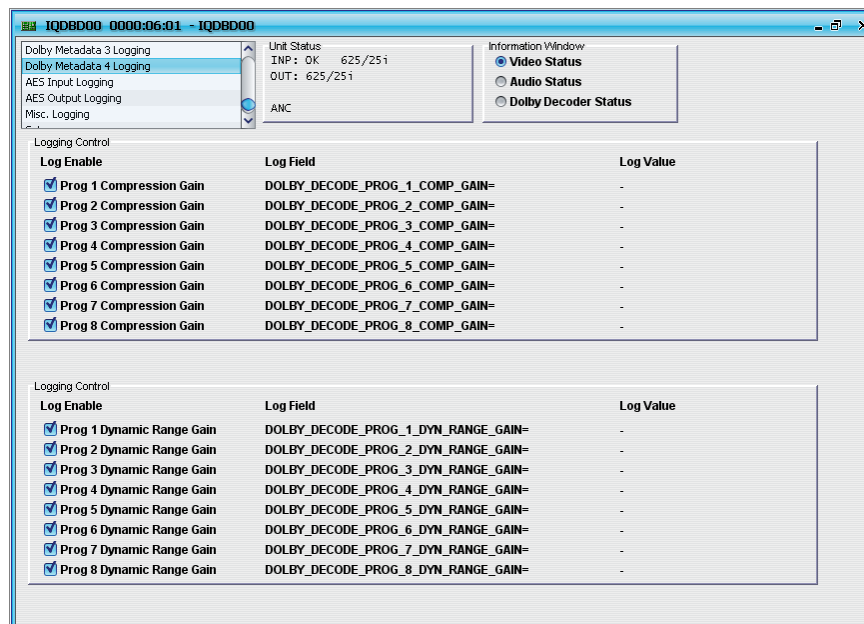 IQDBD00 0000:06:01 - IQDBD00
Dolby Metadata 3 Logging
Dolby Metadata 4 Logging
AES Input Logging
AES Output Logging
Misc. Logging
Unit Status
INP: OK 625/25i
OUT: 625/25i
ANC
Information Window
Video Status
Audio Status
Dolby Decoder Status
Logging Control
Log Enable Log Field Log Value
Prog 1 Compression Gain DOLBY_DECODE_PROG_1_COMP_GAIN= -
Prog 2 Compression Gain DOLBY_DECODE_PROG_2_COMP_GAIN= -
Prog 3 Compression Gain DOLBY_DECODE_PROG_3_COMP_GAIN= -
Prog 4 Compression Gain DOLBY_DECODE_PROG_4_COMP_GAIN= -
Prog 5 Compression Gain DOLBY_DECODE_PROG_5_COMP_GAIN= -
Prog 6 Compression Gain DOLBY_DECODE_PROG_6_COMP_GAIN= -
Prog 7 Compression Gain DOLBY_DECODE_PROG_7_COMP_GAIN= -
Prog 8 Compression Gain DOLBY_DECODE_PROG_8_COMP_GAIN= -
Logging Control
Log Enable Log Field Log Value
Prog 1 Dynamic Range Gain DOLBY_DECODE_PROG_1_DYN_RANGE_GAIN= -
Prog 2 Dynamic Range Gain DOLBY_DECODE_PROG_2_DYN_RANGE_GAIN= -
Prog 3 Dynamic Range Gain DOLBY_DECODE_PROG_3_DYN_RANGE_GAIN= -
Prog 4 Dynamic Range Gain DOLBY_DECODE_PROG_4_DYN_RANGE_GAIN= -
Prog 5 Dynamic Range Gain DOLBY_DECODE_PROG_5_DYN_RANGE_GAIN= -
Prog 6 Dynamic Range Gain DOLBY_DECODE_PROG_6_DYN_RANGE_GAIN= -
Prog 7 Dynamic Range Gain DOLBY_DECODE_PROG_7_DYN_RANGE_GAIN= -
Prog 8 Dynamic Range Gain DOLBY_DECODE_PROG_8_DYN_RANGE_GAIN= -